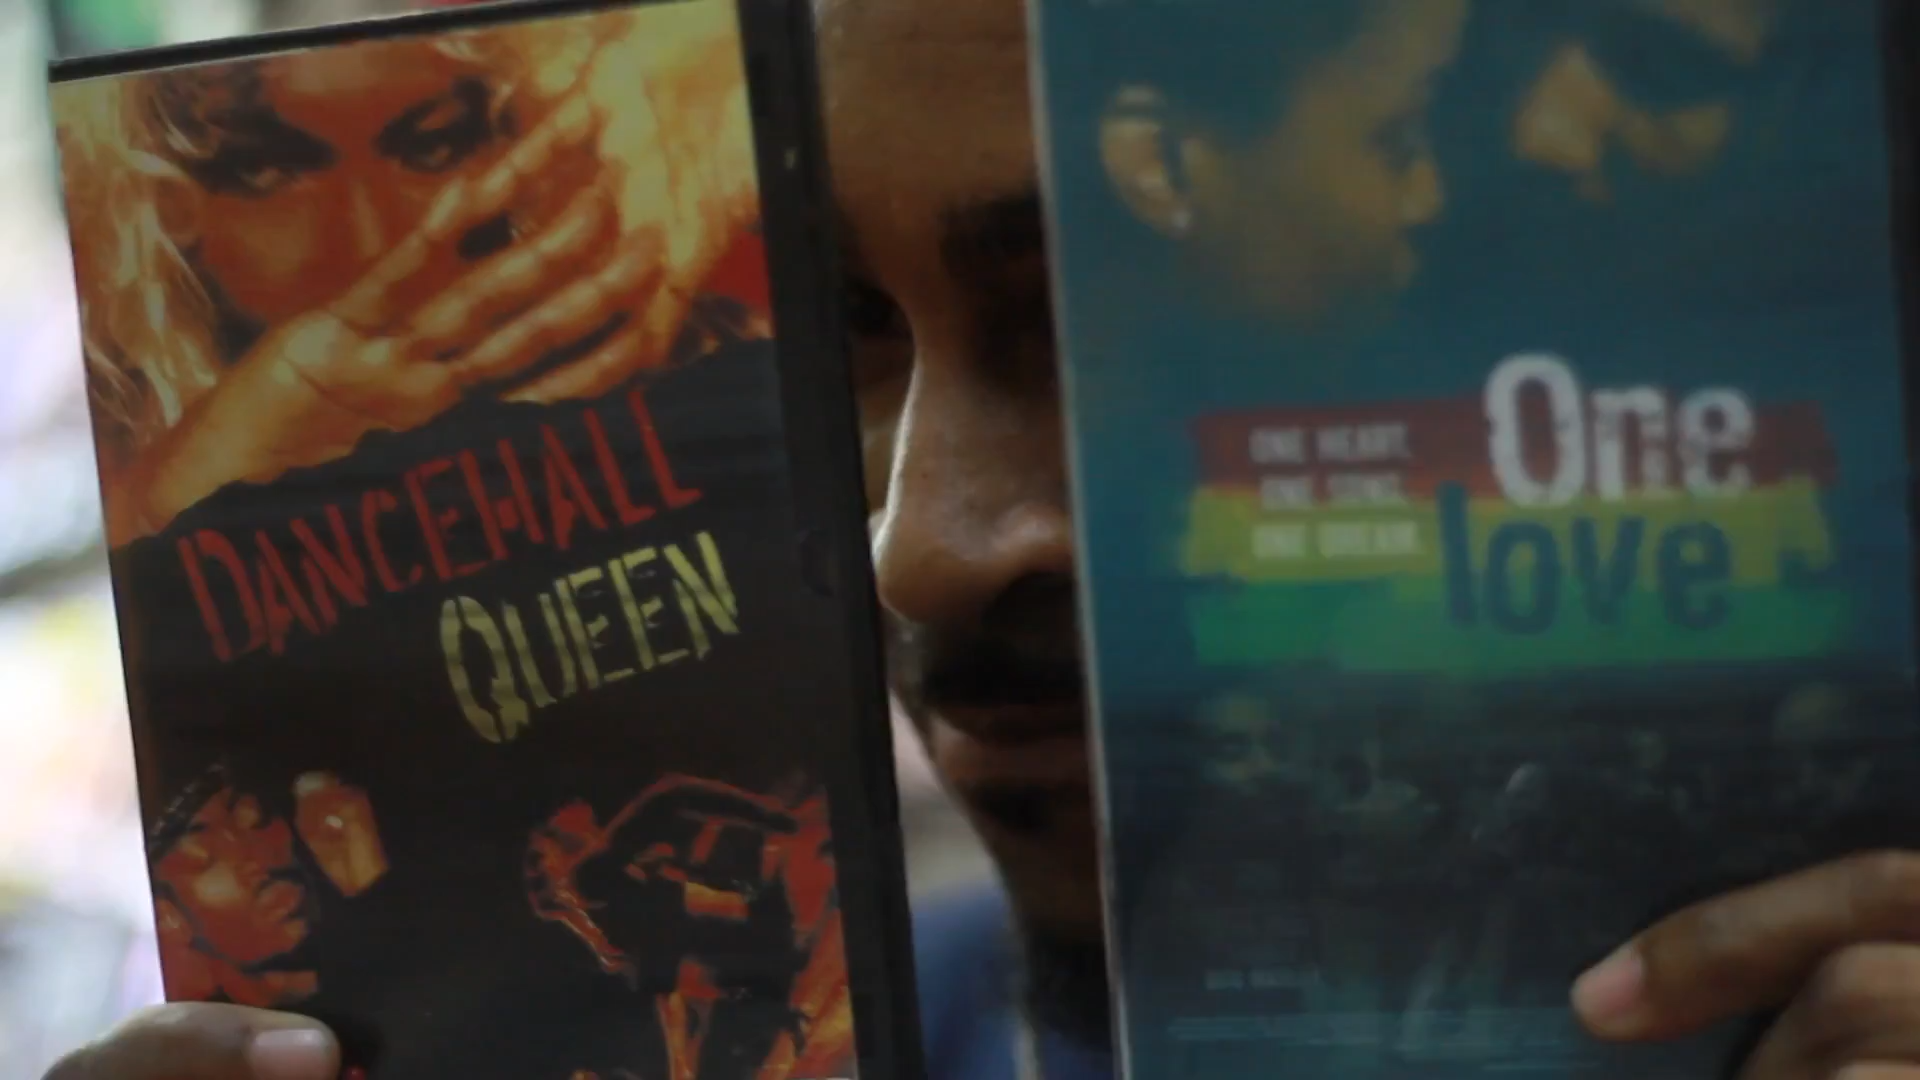 DANCEHALL
QUEEN
One
love
ONE HEART.
ONE SONG.
ONE DREAM.